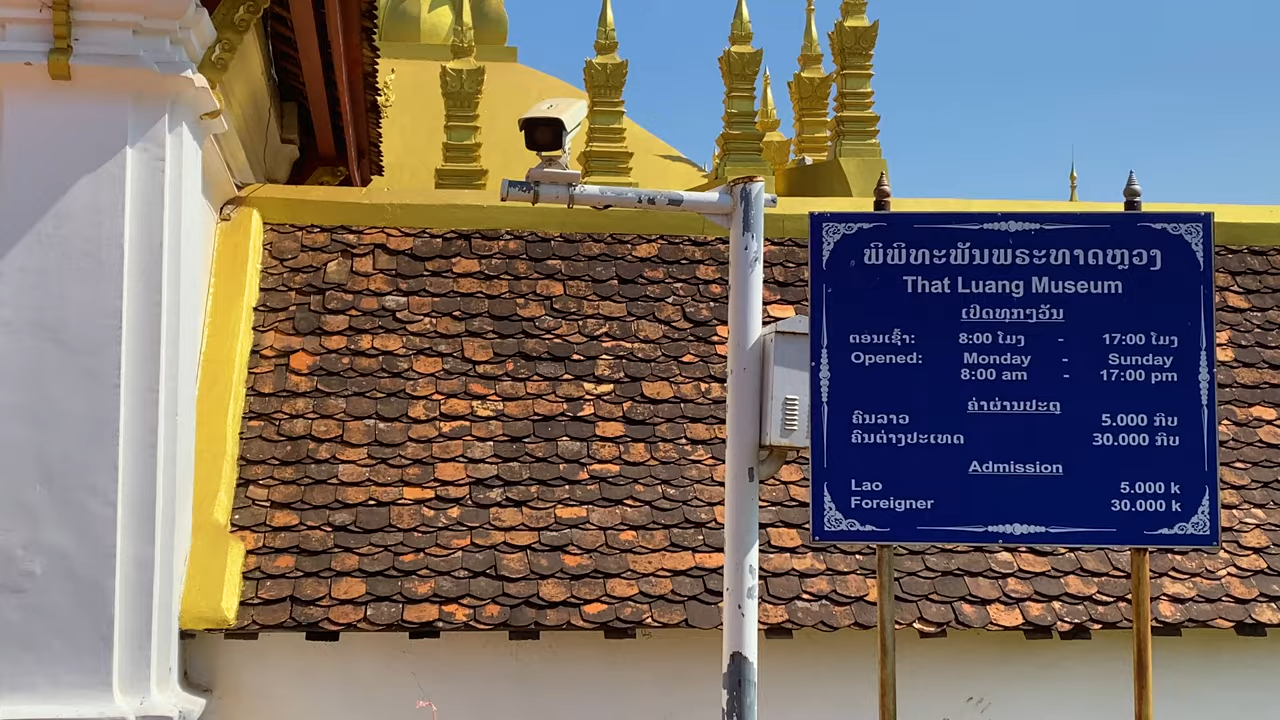 ພິພິທະພັນພຣະທາດຫຼວງ
That Luang Museum
ເປີດທຸກໆວັນ
ຕອນເຊົ້າ: 8:00 ໂມງ - 17:00 ໂມງ
Opened: Monday - Sunday
8:00 am - 17:00 pm
ຄ່າຜ່ານປະຕູ
ຄົນລາວ 5.000 ກີບ
ຄົນຕ່າງປະເທດ 30.000 ກີບ
Admission
Lao 5.000 k
Foreigner 30.000 k